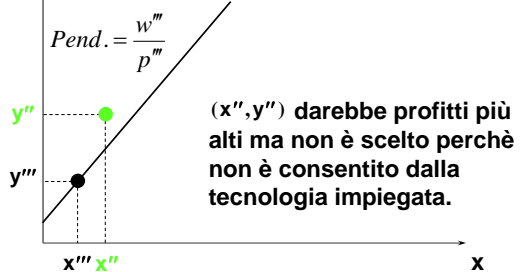 Pend. = w‴ / p‴
y″
(x″,y″) darebbe profitti più
alti ma non è scelto perchè
non è consentito dalla
tecnologia impiegata.
y‴
x‴ x″ x